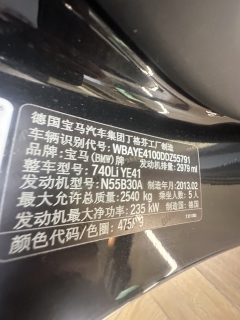 德国宝马汽车集团丁格芬工厂制造
车辆识别代号: WBAYE4100DDZ55791
品牌: 宝马(BMW)牌 发动机排量: 2979 ml
整车型号: 740Li YE41
发动机型号: N55B30A 制造年月: 2013.02
最大允许总质量: 2540 kg 乘坐人数: 5人
发动机最大净功率: 235 kW
颜色代码/色圈: 475